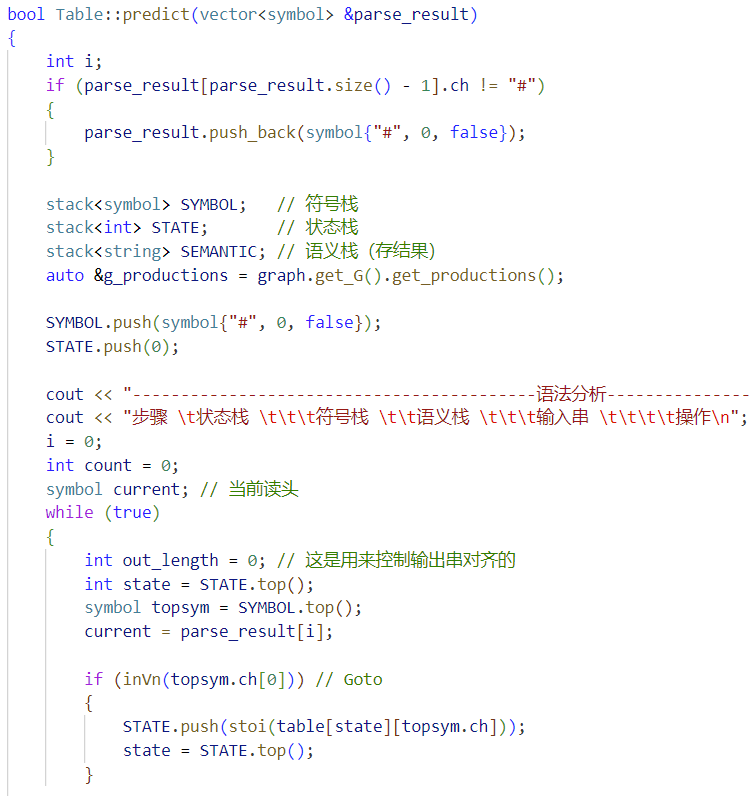 bool Table::predict(vector<symbol> &parse_result)
{
    int i;
    if (parse_result[parse_result.size() - 1].ch != "#")
    {
        parse_result.push_back(symbol{"#", 0, false});
    }

    stack<symbol> SYMBOL;   // 符号栈
    stack<int> STATE;       // 状态栈
    stack<string> SEMANTIC; // 语义栈（存结果）
    auto &g_productions = graph.get_G().get_productions();

    SYMBOL.push(symbol{"#", 0, false});
    STATE.push(0);

    cout << "------------------------------------------语法分析---------------
    cout << "步骤 \t状态栈 \t\t\t符号栈 \t\t语义栈 \t\t\t输入串 \t\t\t\t操作\n";
    i = 0;
    int count = 0;
    symbol current; // 当前读头
    while (true)
    {
        int out_length = 0; // 这是用来控制输出串对齐的
        int state = STATE.top();
        symbol topsym = SYMBOL.top();
        current = parse_result[i];

        if (inVn(topsym.ch[0])) // Goto
        {
            STATE.push(stoi(table[state][topsym.ch]));
            state = STATE.top();
        }